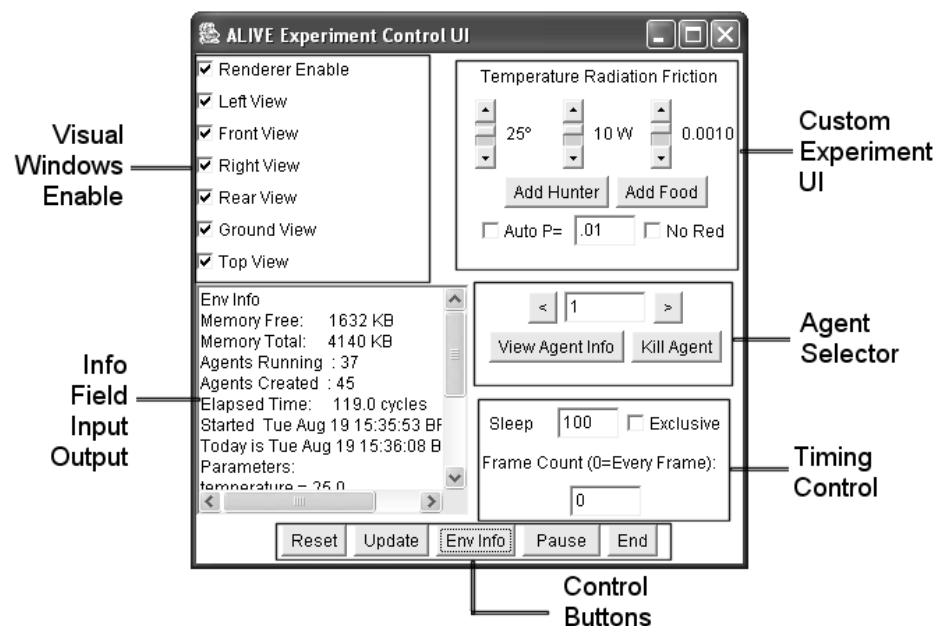 ALIVE Experiment Control UI
Visual
Windows
Enable
Renderer Enable
Left View
Front View
Right View
Rear View
Ground View
Top View
Temperature Radiation Friction
25° 10 W 0.0010
Add Hunter Add Food
Auto P= .01 No Red
Custom
Experiment
UI
Info
Field
Input
Output
Env Info
Memory Free: 1632 KB
Memory Total: 4140 KB
Agents Running : 37
Agents Created : 45
Elapsed Time: 119.0 cycles
Started Tue Aug 19 15:35:53
Today is Tue Aug 19 15:36:08
Parameters:
temperature = 25.0
< 1 >
View Agent Info Kill Agent
Agent
Selector
Sleep 100 Exclusive
Frame Count (0=Every Frame):
0
Timing
Control
Reset Update Env Info Pause End
Control
Buttons